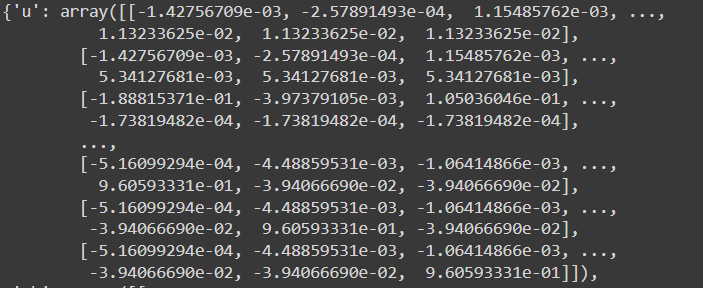 {'u': array([[-1.42756709e-03, -2.57891493e-04,  1.15485762e-03, ...,
         1.13233625e-02,  1.13233625e-02,  1.13233625e-02],
       [-1.42756709e-03, -2.57891493e-04,  1.15485762e-03, ...,
         5.34127681e-03,  5.34127681e-03,  5.34127681e-03],
       [-1.88815371e-01, -3.97379105e-03,  1.05036046e-01, ...,
        -1.73819482e-04, -1.73819482e-04, -1.73819482e-04],
       ...,
       [-5.16099294e-04, -4.48859531e-03, -1.06414866e-03, ...,
         9.60593331e-01, -3.94066690e-02, -3.94066690e-02],
       [-5.16099294e-04, -4.48859531e-03, -1.06414866e-03, ...,
        -3.94066690e-02,  9.60593331e-01, -3.94066690e-02],
       [-5.16099294e-04, -4.48859531e-03, -1.06414866e-03, ...,
        -3.94066690e-02, -3.94066690e-02,  9.60593331e-01]]),